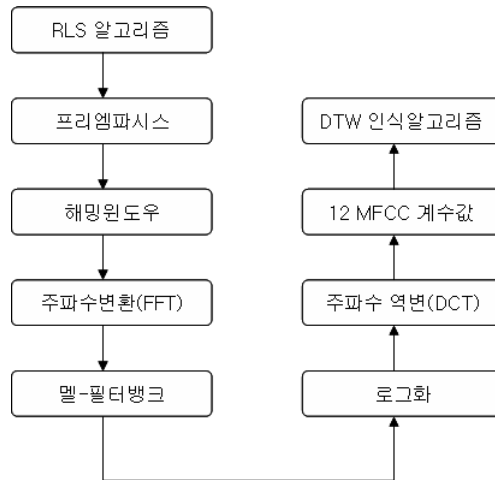 RLS 알고리즘
프리엠파시스
해밍윈도우
주파수변환(FFT)
멜-필터뱅크
로그화
주파수 역변(DCT)
12 MFCC 계수값
DTW 인식알고리즘